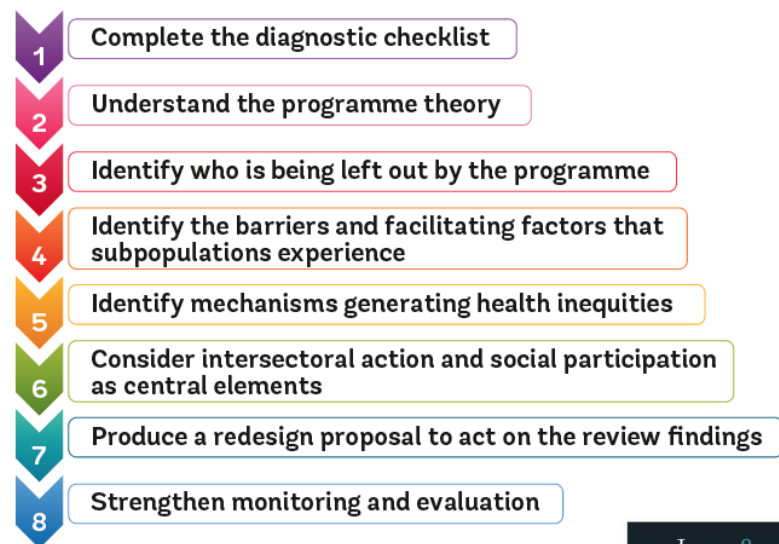 1
Complete the diagnostic checklist
2
Understand the programme theory
3
Identify who is being left out by the programme
4
Identify the barriers and facilitating factors that
subpopulations experience
5
Identify mechanisms generating health inequities
6
Consider intersectoral action and social participation
as central elements
7
Produce a redesign proposal to act on the review findings
8
Strengthen monitoring and evaluation